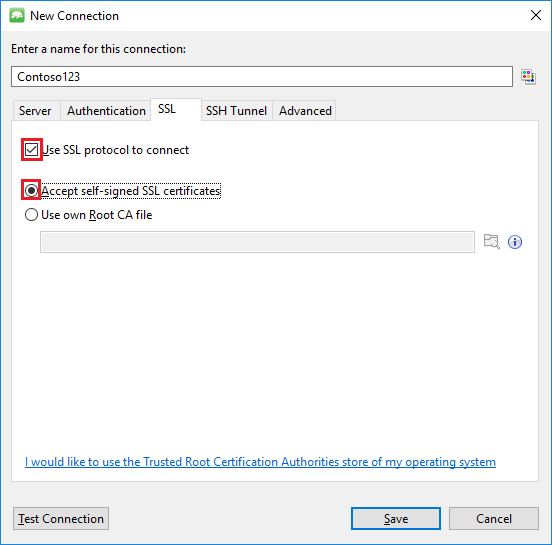 New Connection
Enter a name for this connection:
Contoso123
Server Authentication SSL SSH Tunnel Advanced
Use SSL protocol to connect
Accept self-signed SSL certificates
Use own Root CA file
I would like to use the Trusted Root Certification Authorities store of my operating system
Test Connection Save Cancel